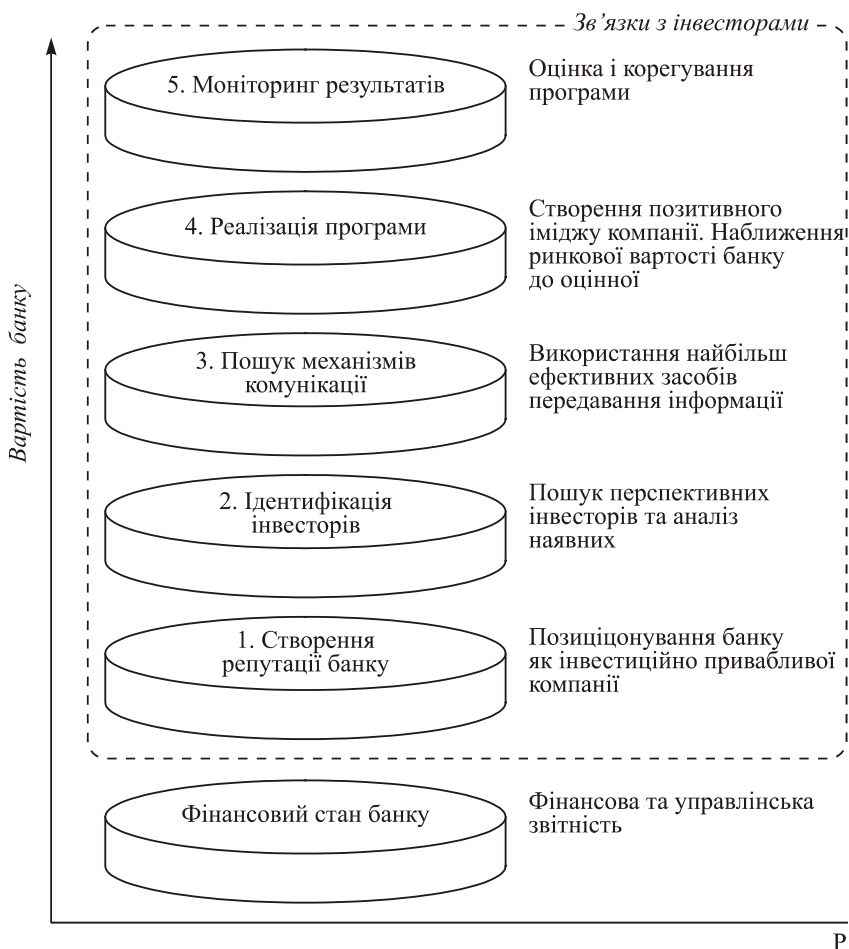 Зв’язки з інвесторами
5. Моніторинг результатів
Оцінка і корегування
програми
4. Реалізація програми
Створення позитивного
іміджу компанії. Наближення
ринкової вартості банку
до оцінної
3. Пошук механізмів
комунікації
Використання найбільш
ефективних засобів
передавання інформації
2. Ідентифікація
інвесторів
Пошук перспективних
інвесторів та аналіз
наявних
1. Створення
репутації банку
Позиціцонування банку
як інвестиційно привабливої
компанії
Фінансовий стан банку
Фінансова та управлінська
звітність
Вартість банку
Р